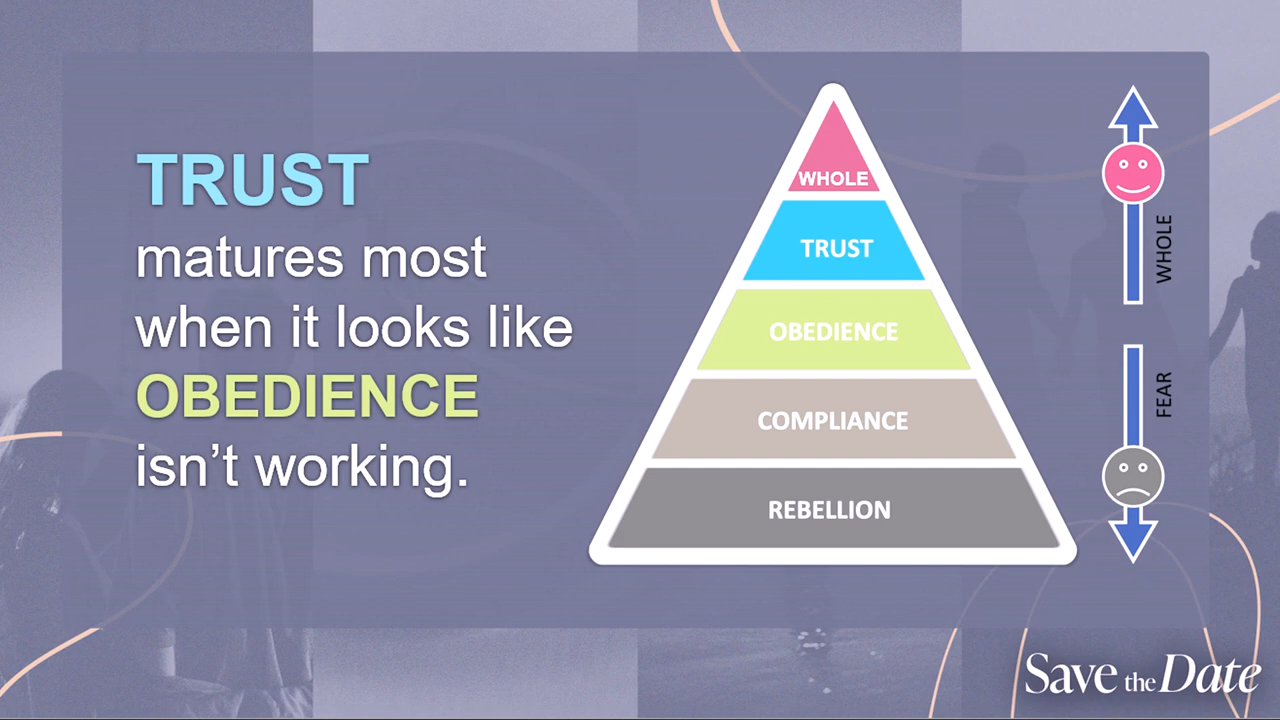 TRUST
matures most
when it looks like
OBEDIENCE
isn’t working.
WHOLE
TRUST
OBEDIENCE
COMPLIANCE
REBELLION
WHOLE
FEAR
Save the Date